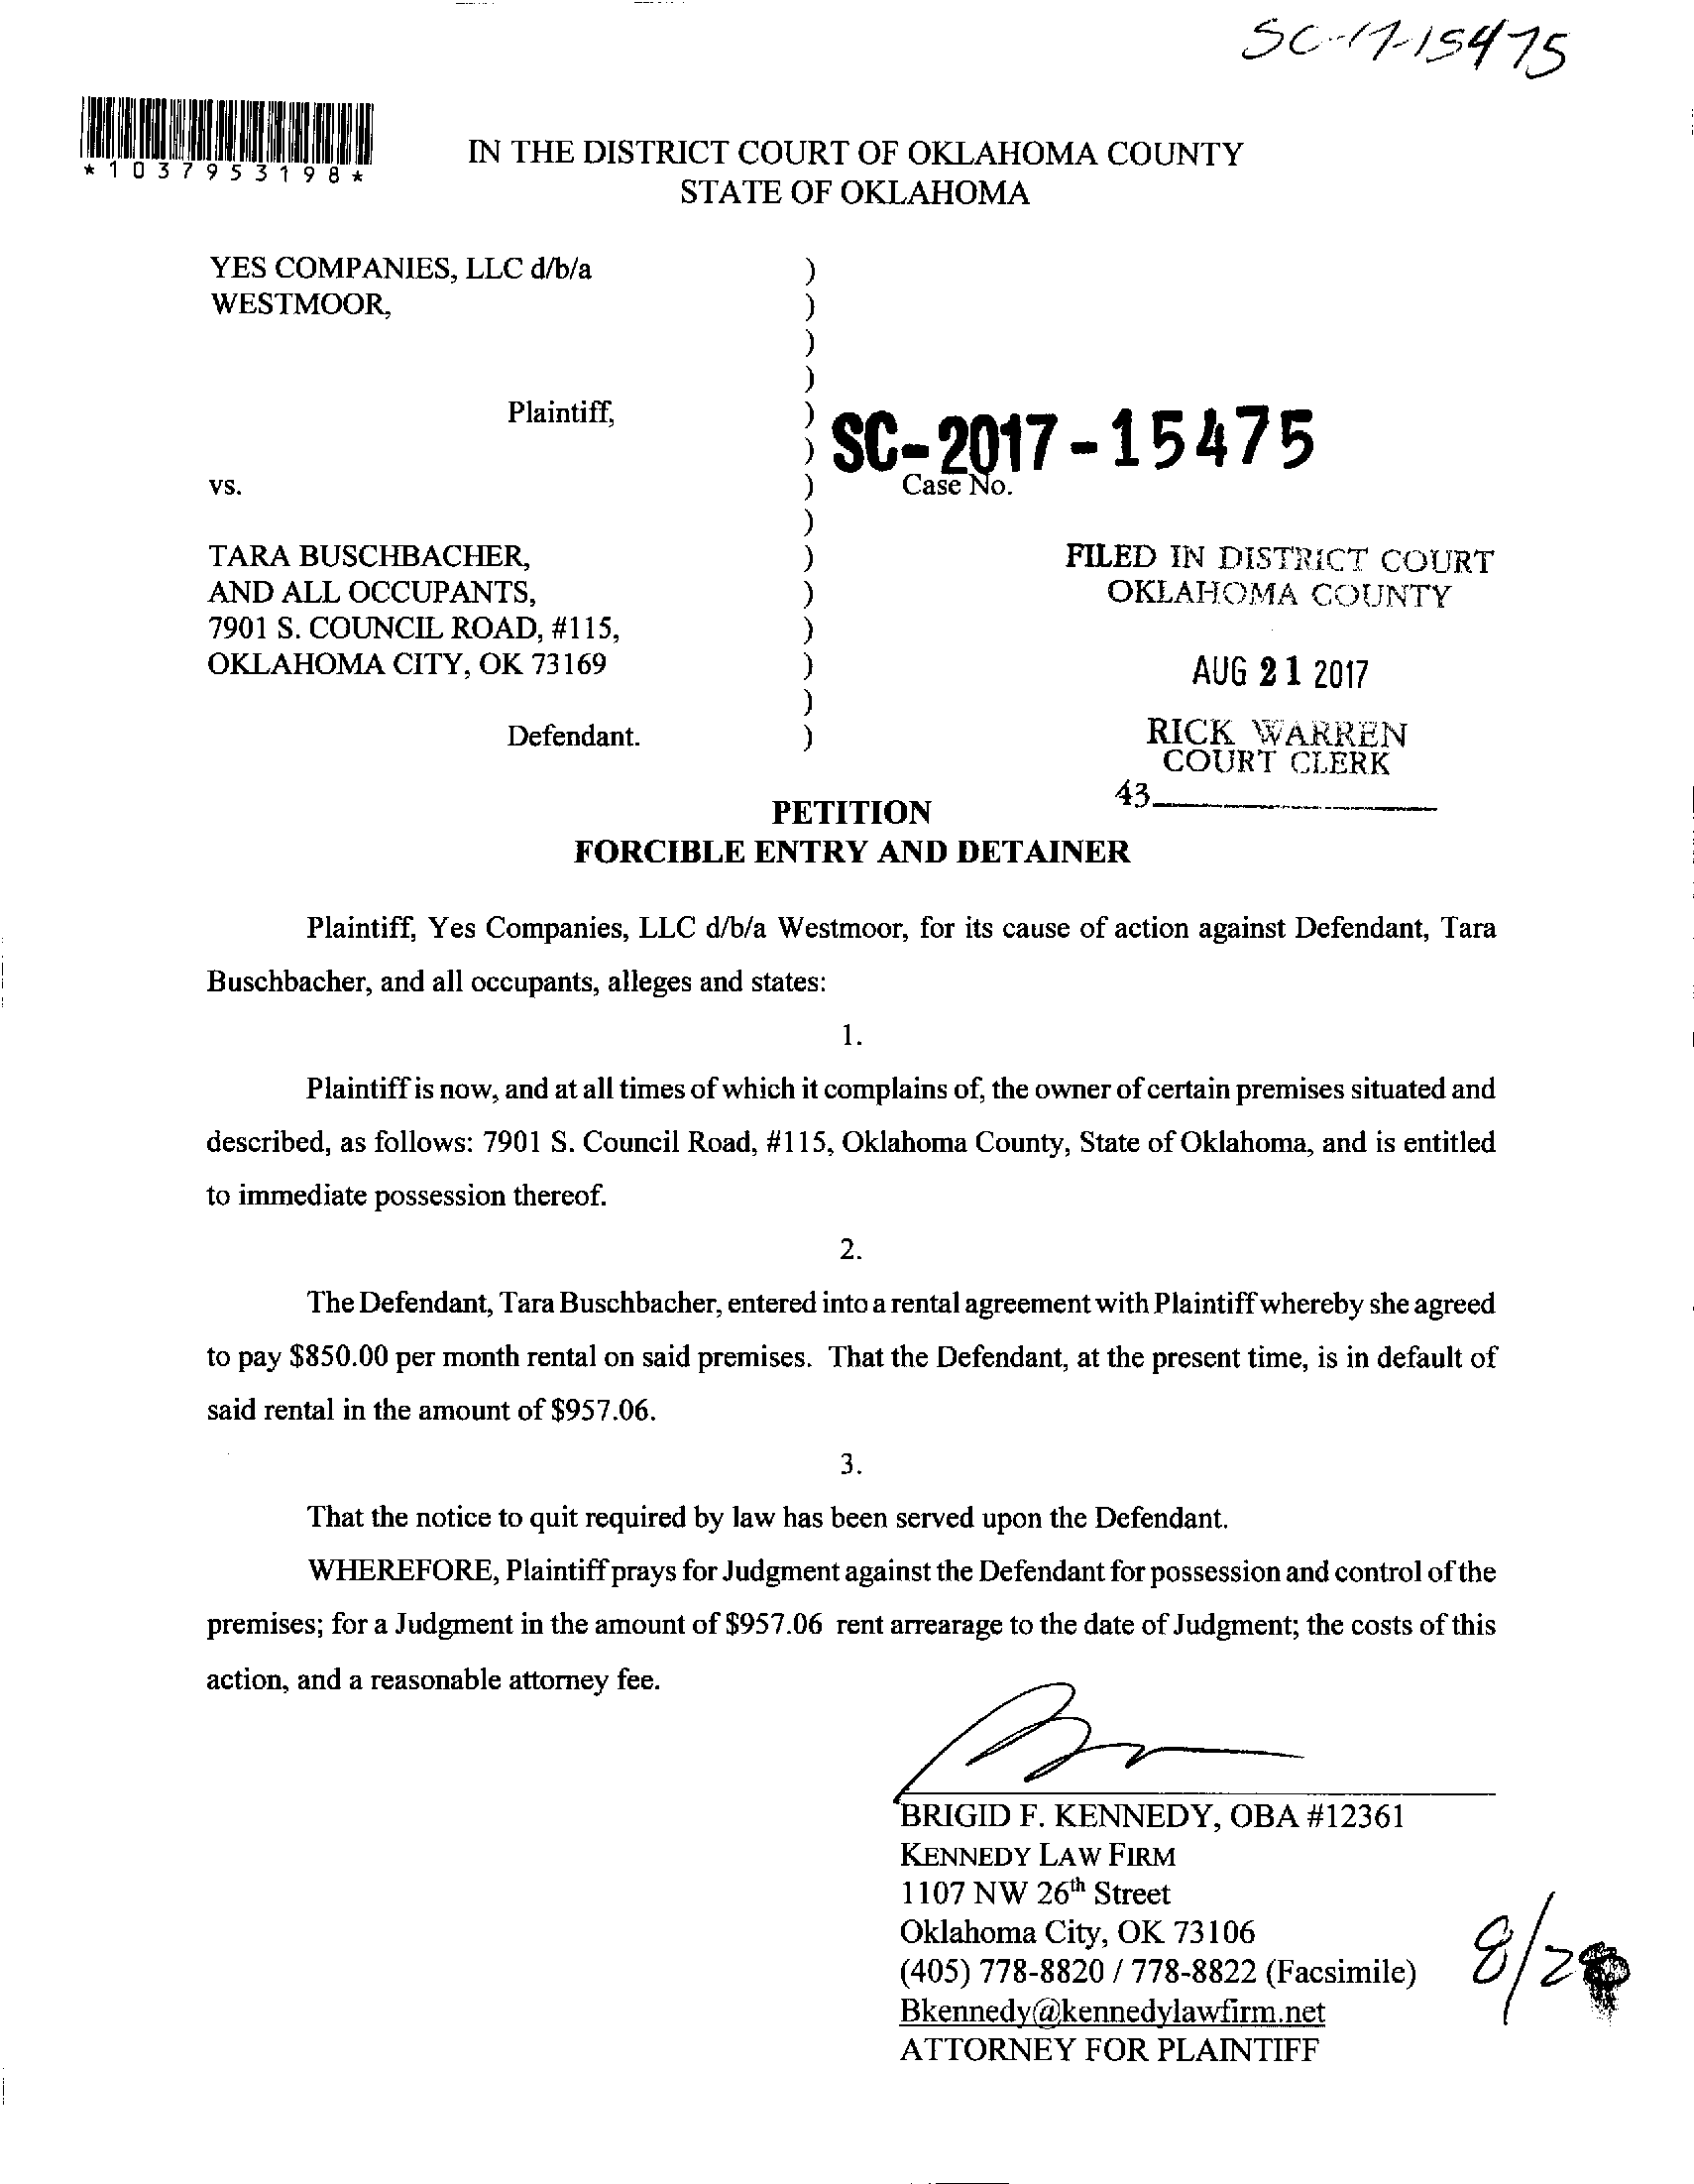 SC-17-15475
*1037953198*
IN THE DISTRICT COURT OF OKLAHOMA COUNTY
STATE OF OKLAHOMA
YES COMPANIES, LLC d/b/a )
WESTMOOR, )
)
)
Plaintiff, )
) SC-2017-15475
vs. ) Case No.
)
TARA BUSCHBACHER, ) FILED IN DISTRICT COURT
AND ALL OCCUPANTS, ) OKLAHOMA COUNTY
7901 S. COUNCIL ROAD, #115, )
OKLAHOMA CITY, OK 73169 ) AUG 21 2017
)
Defendant. ) RICK WARREN
COURT CLERK
43
PETITION
FORCIBLE ENTRY AND DETAINER
Plaintiff, Yes Companies, LLC d/b/a Westmoor, for its cause of action against Defendant, Tara
Buschbacher, and all occupants, alleges and states:
1.
Plaintiff is now, and at all times of which it complains of, the owner of certain premises situated and
described, as follows: 7901 S. Council Road, #115, Oklahoma County, State of Oklahoma, and is entitled
to immediate possession thereof.
2.
The Defendant, Tara Buschbacher, entered into a rental agreement with Plaintiff whereby she agreed
to pay $850.00 per month rental on said premises. That the Defendant, at the present time, is in default of
said rental in the amount of $957.06.
3.
That the notice to quit required by law has been served upon the Defendant.
WHEREFORE, Plaintiff prays for Judgment against the Defendant for possession and control of the
premises; for a Judgment in the amount of $957.06 rent arrearage to the date of Judgment; the costs of this
action, and a reasonable attorney fee.
BRIGID F. KENNEDY, OBA #12361
KENNEDY LAW FIRM
1107 NW 26th Street
Oklahoma City, OK 73106
(405) 778-8820 / 778-8822 (Facsimile)
Bkennedy@kennedylawfirm.net
ATTORNEY FOR PLAINTIFF